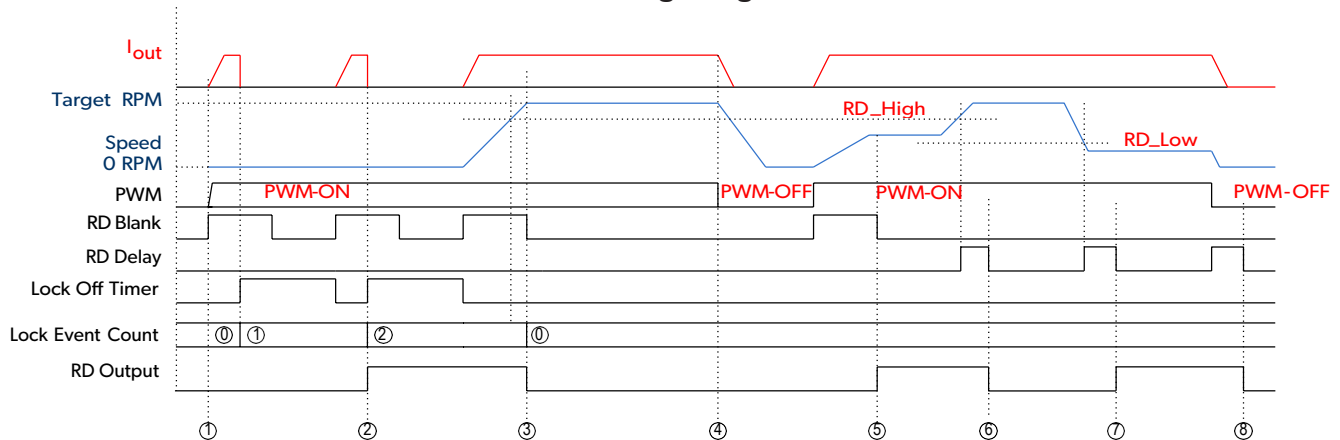 Iout
Target RPM
RD_High
Speed
RD_Low
0 RPM
PWM
PWM-ON
PWM-OFF
PWM-ON
PWM-OFF
RD Blank
RD Delay
Lock Off Timer
Lock Event Count
⓪ ① ② ⓪
RD Output
① ② ③ ④ ⑤ ⑥ ⑦ ⑧